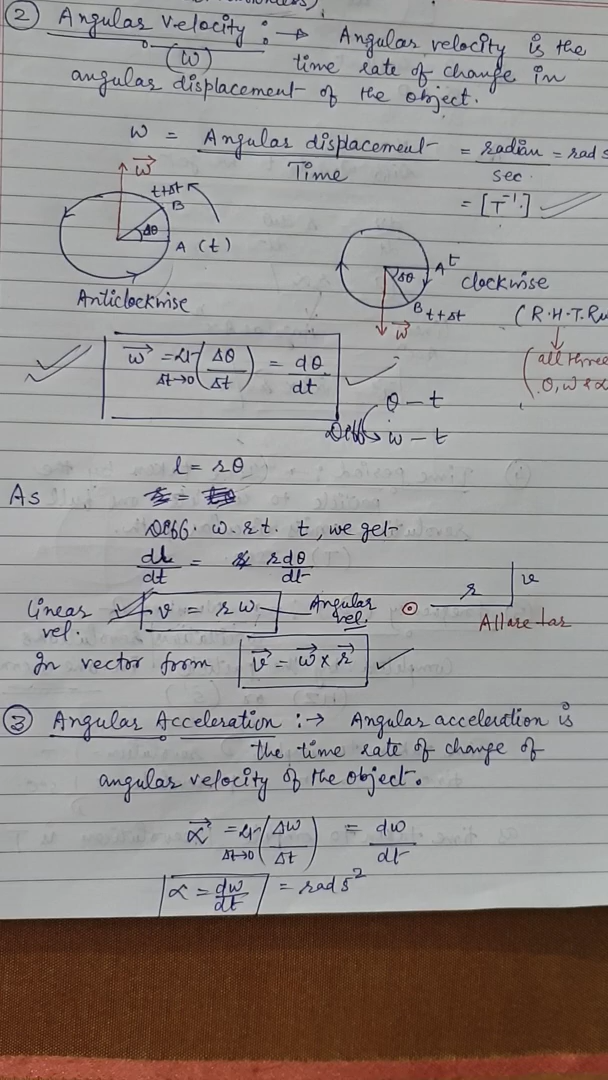 ② Angular Velocity :→ Angular velocity is the
(ω) time rate of change in
angular displacement of the object.
ω = Angular displacement / Time = radian / sec. = rad s
= [T⁻¹]
ω⃗
t+Δt
B
Δθ
A (t)
Anticlockwise
A t
Δθ
B t+Δt
ω⃗
clockwise
(R.H.T.Ru
(all three
θ, ω & α
ω⃗ = Lt Δt→0 (Δθ/Δt) = dθ/dt
θ - t
Diff ω - t
l = rθ
As
Diff. w.r.t. t, we get
dl/dt = r dθ/dt
linear vel. v = rω Angular vel.
r v
All are
In vector from v⃗ = ω⃗ × r⃗
③ Angular Acceleration :→ Angular acceleration is
the time rate of change of
angular velocity of the object.
α⃗ = Lt Δt→0 (Δω/Δt) = dω/dt
α = dω/dt = rad s²